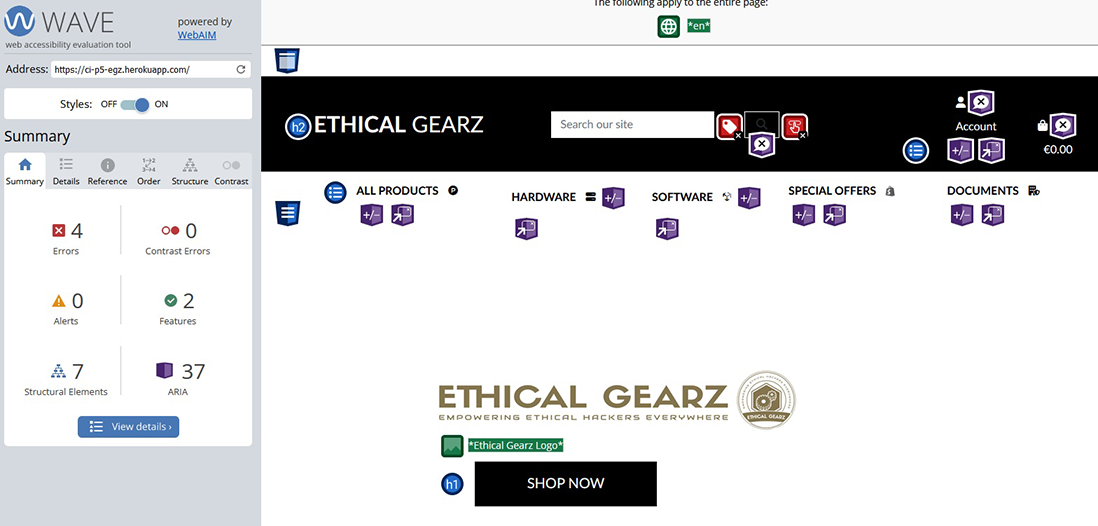 WAVE
web accessibility evaluation tool
powered by
WebAIM
Address: https://ci-p5-egz.herokuapp.com/
Styles: OFF ON
Summary
Summary Details Reference Order Structure Contrast
4
Errors
0
Contrast Errors
0
Alerts
2
Features
7
Structural Elements
37
ARIA
View details ›
The following apply to the entire page:
*en*
h2 ETHICAL GEARZ
Search our site
Account
+/-
€0.00
ALL PRODUCTS
+/-
HARDWARE +/-
SOFTWARE +/-
SPECIAL OFFERS
+/-
DOCUMENTS
+/-
ETHICAL GEARZ
EMPOWERING ETHICAL HACKERS EVERYWHERE
ETHICAL GEARZ
*Ethical Gearz Logo*
h1 SHOP NOW